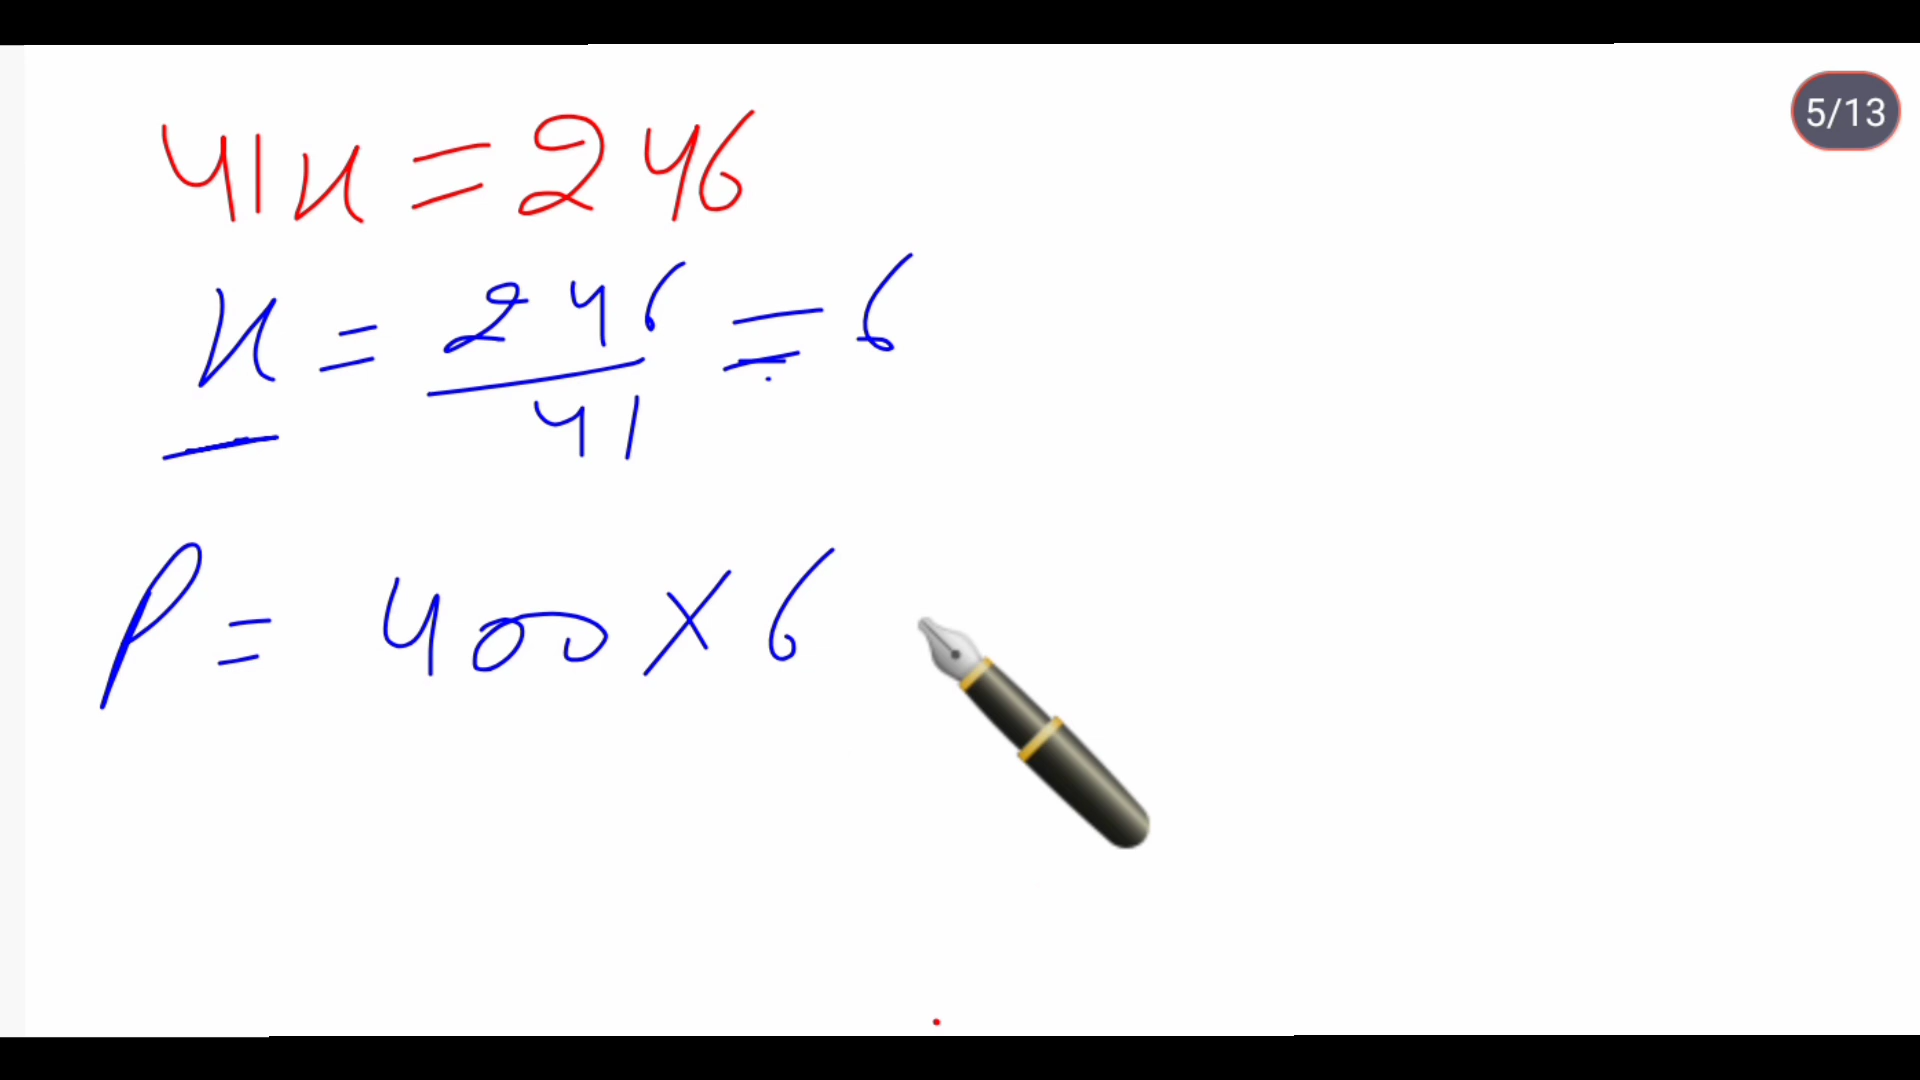 5/13
41x = 246
x = 246/41 = 6
P = 400 × 6